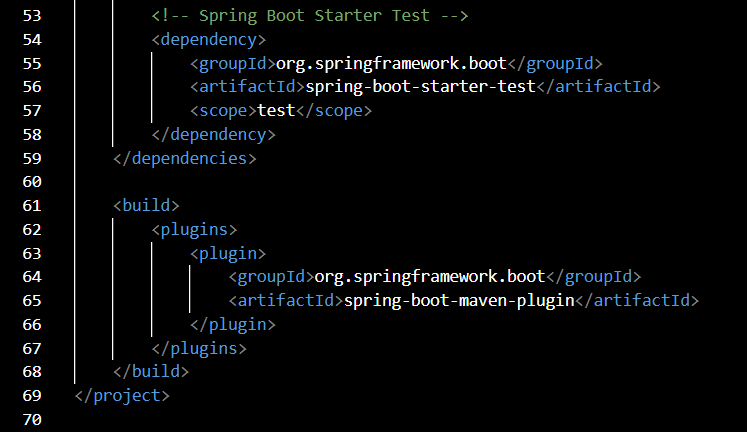 53         <!-- Spring Boot Starter Test -->
54         <dependency>
55             <groupId>org.springframework.boot</groupId>
56             <artifactId>spring-boot-starter-test</artifactId>
57             <scope>test</scope>
58         </dependency>
59     </dependencies>
60
61     <build>
62         <plugins>
63             <plugin>
64                 <groupId>org.springframework.boot</groupId>
65                 <artifactId>spring-boot-maven-plugin</artifactId>
66             </plugin>
67         </plugins>
68     </build>
69 </project>
70